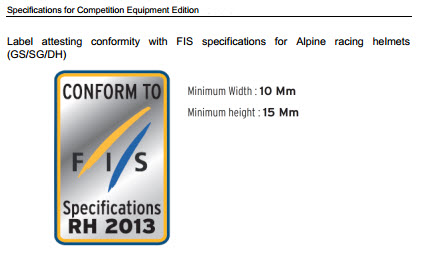 Specifications for Competition Equipment Edition
Label attesting conformity with FIS specifications for Alpine racing helmets
(GS/SG/DH)
CONFORM TO
F I S
Specifications
RH 2013
Minimum Width : 10 Mm
Minimum height : 15 Mm